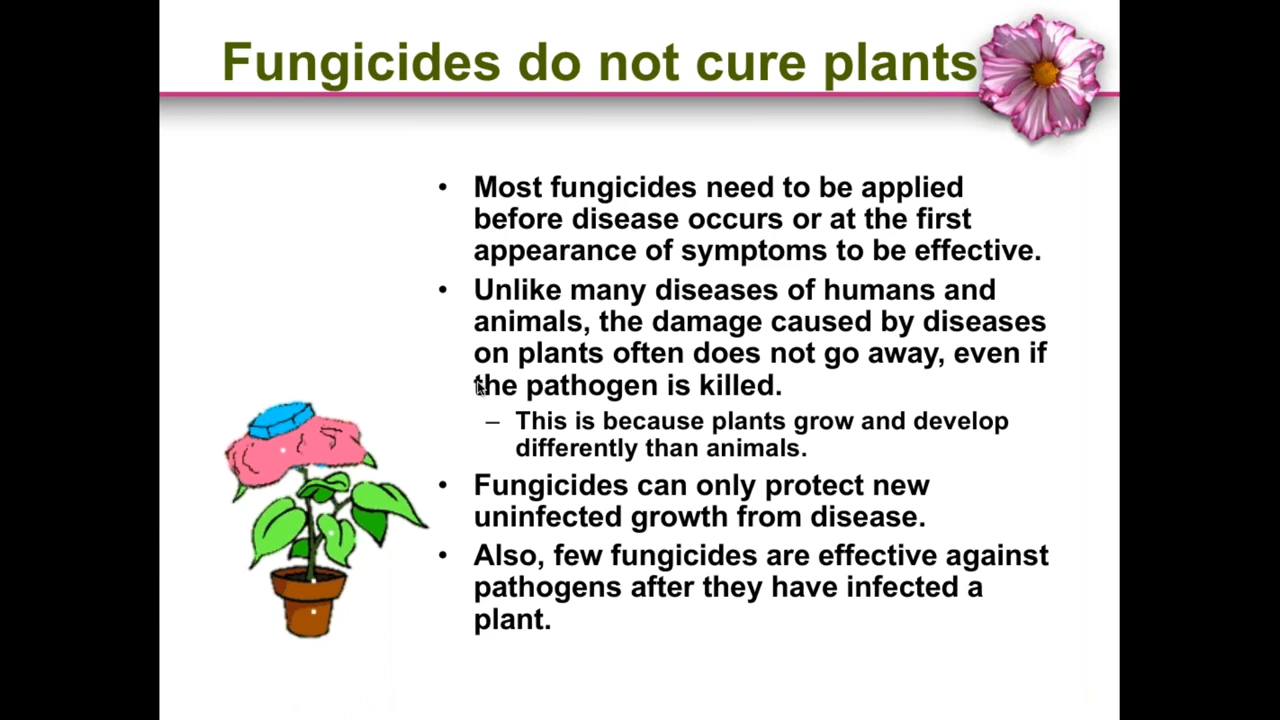 Fungicides do not cure plants
• Most fungicides need to be applied
before disease occurs or at the first
appearance of symptoms to be effective.
• Unlike many diseases of humans and
animals, the damage caused by diseases
on plants often does not go away, even if
the pathogen is killed.
– This is because plants grow and develop
differently than animals.
• Fungicides can only protect new
uninfected growth from disease.
• Also, few fungicides are effective against
pathogens after they have infected a
plant.